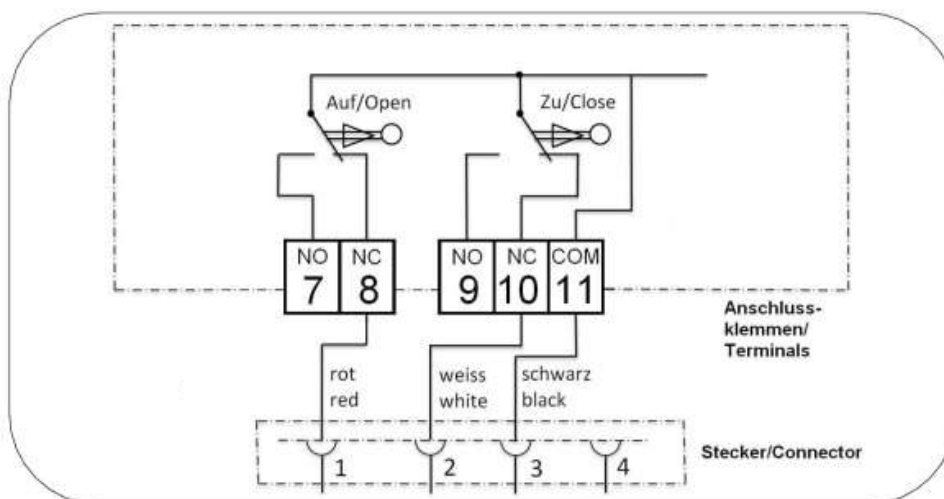 Auf/Open
Zu/Close
NO NC NO NC COM
7 8 9 10 11
Anschluss-
klemmen/
Terminals
rot
red
weiss
white
schwarz
black
1 2 3 4
Stecker/Connector